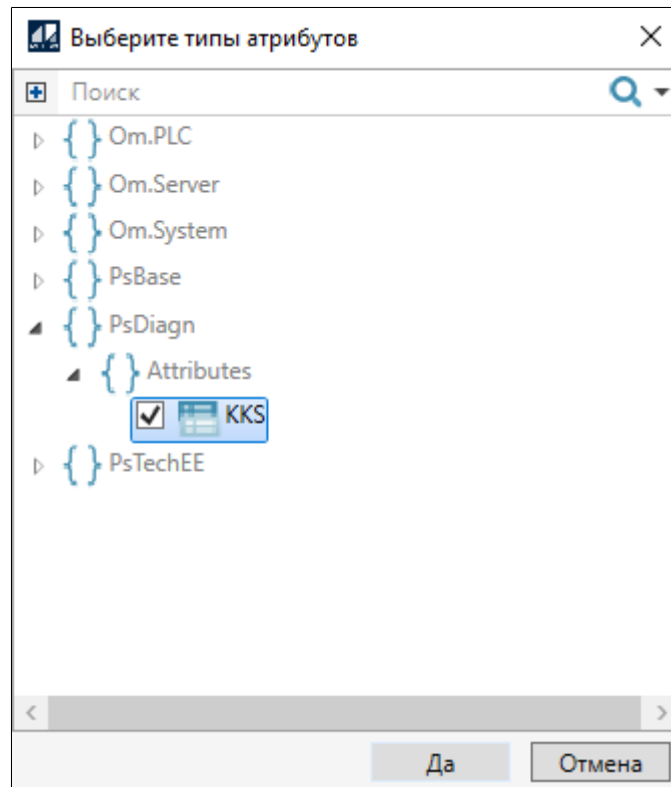 Выберите типы атрибутов
Поиск
Om.PLC
Om.Server
Om.System
PsBase
PsDiagn
Attributes
KKS
PsTechEE
Да Отмена